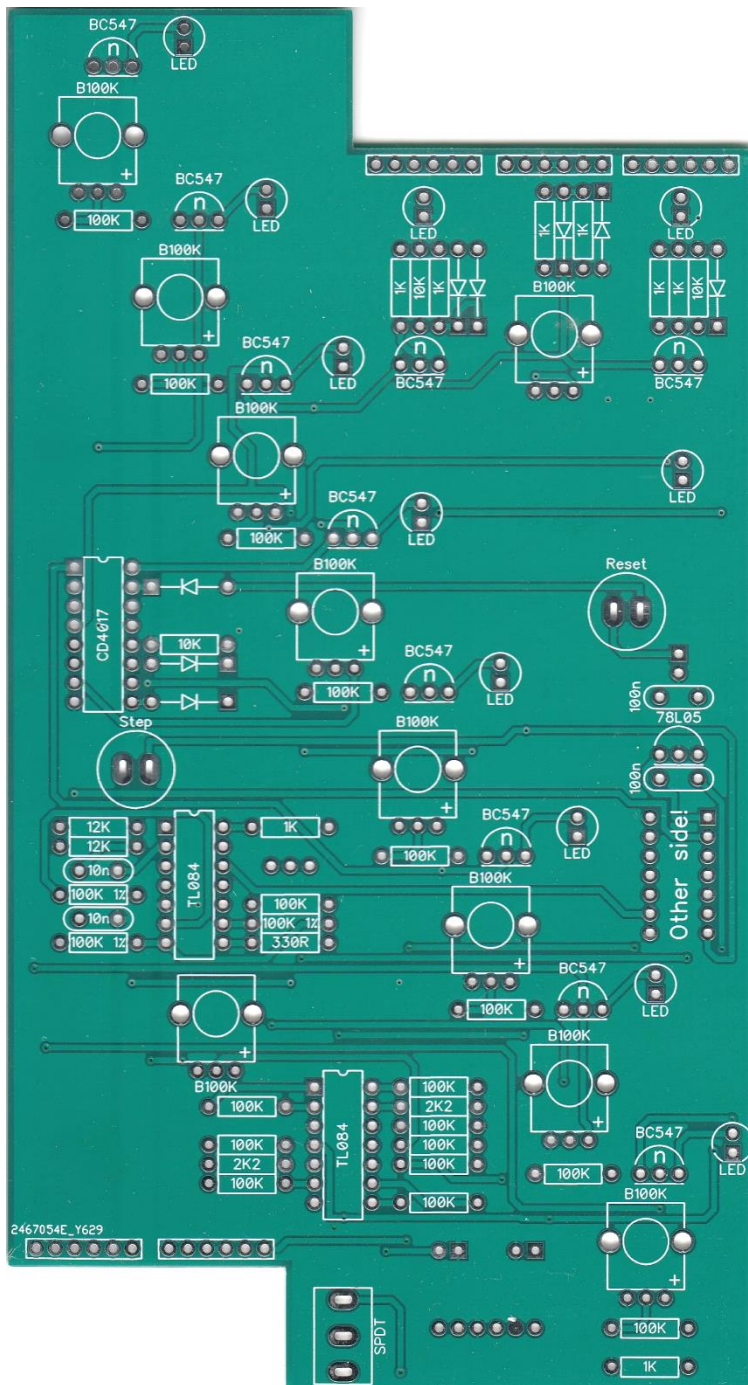 BC547
n
LED
B100K
+
100K
BC547
n
LED
B100K
+
100K
LED
1K
1K
LED
1K
10K
1K
B100K
+
1K
1K
10K
BC547
n
LED
n
BC547
n
BC547
B100K
+
100K
LED
BC547
n
LED
CD4017
B100K
+
Reset
10K
100K
BC547
n
LED
100n
78L05
100n
Step
B100K
+
12K
12K
10n
100K 1%
10n
100K 1%
TL084
1K
100K
100K 1%
330R
100K
BC547
n
LED
Other side!
B100K
+
100K
BC547
n
LED
+
B100K
B100K
+
100K
100K
2K2
100K
TL084
100K
2K2
100K
100K
100K
100K
BC547
n
LED
B100K
+
2467054E_Y629
SPDT
100K
1K